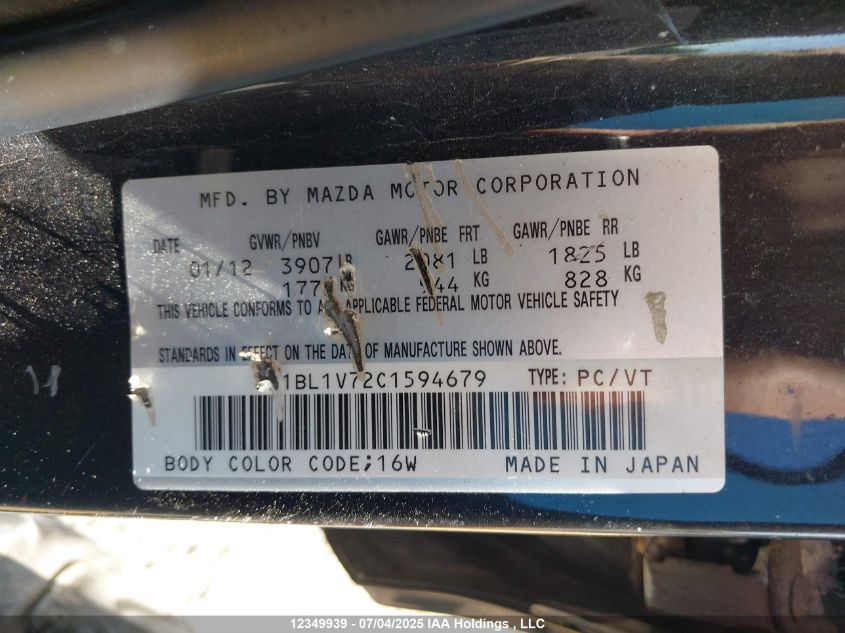 MFD. BY MAZDA MOTOR CORPORATION
DATE GVWR/PNBV GAWR/PNBE FRT GAWR/PNBE RR
01/12 3907 LB LB 1825 LB
KG KG 828 KG
THIS VEHICLE CONFORMS TO APPLICABLE FEDERAL MOTOR VEHICLE SAFETY
STANDARDS IN EFFECT ON THE DATE OF MANUFACTURE SHOWN ABOVE.
1BL1V72C1594679 TYPE: PC/VT
BODY COLOR CODE;16W MADE IN JAPAN
12349939 - 07/04/2025 IAA Holdings , LLC